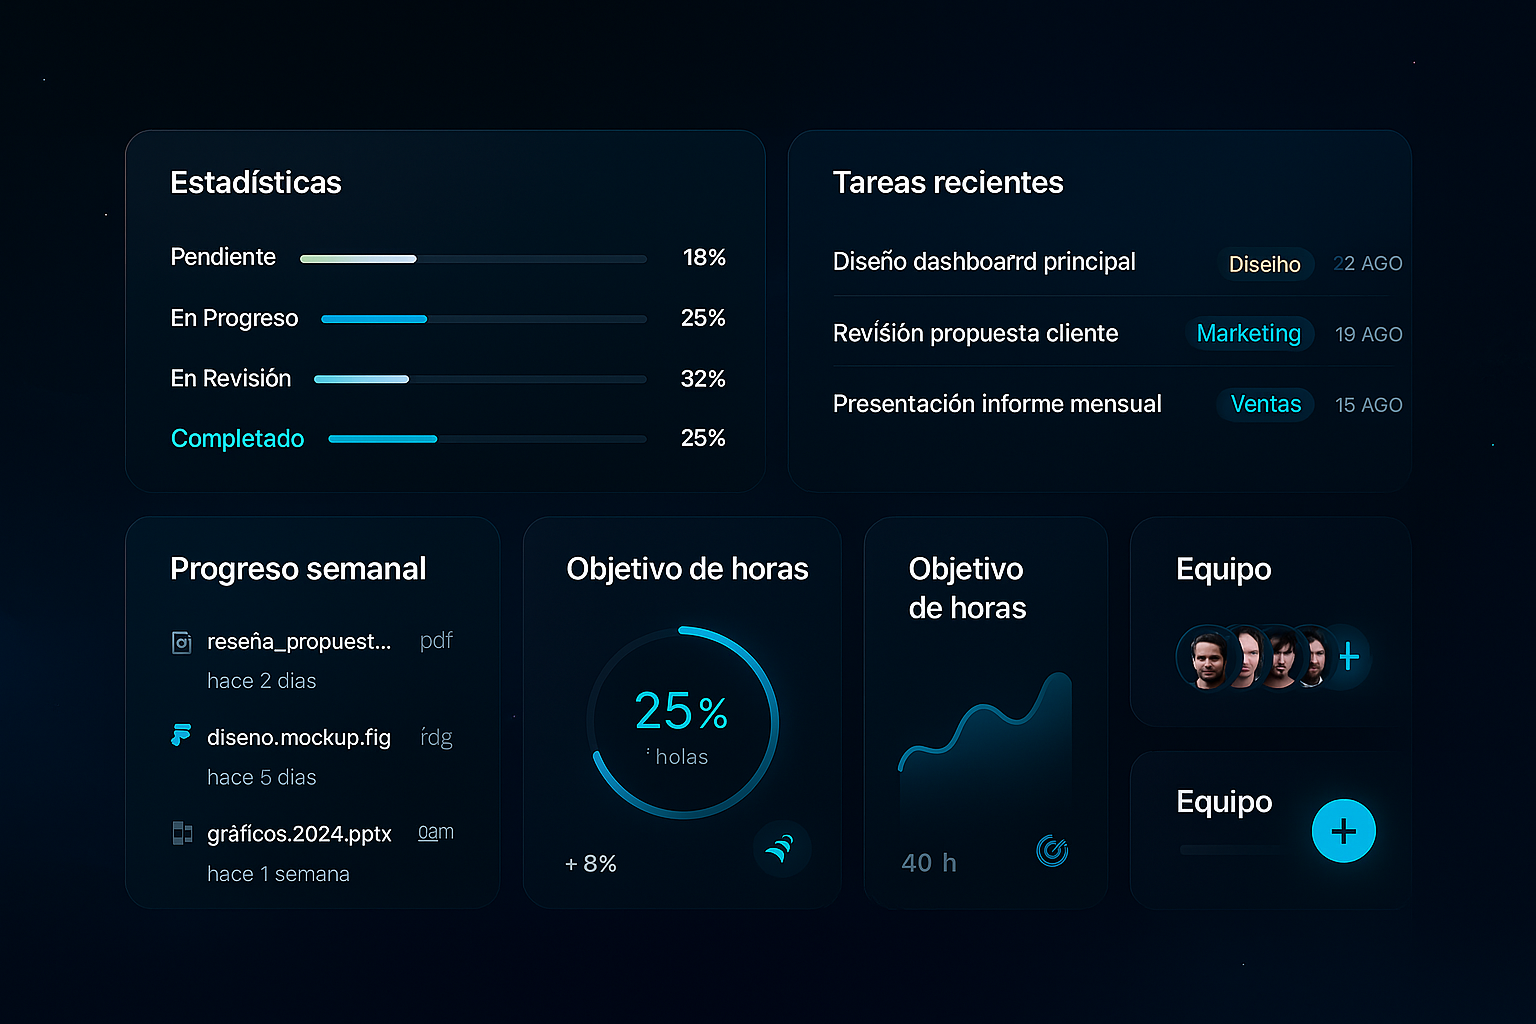 Estadísticas
Pendiente 18%
En Progreso 25%
En Revisión 32%
Completado 25%
Tareas recientes
Diseño dashboarrd principal Diseiho 22 AGO
Revíśión propuesta cliente Marketing 19 AGO
Presentación informe mensual Ventas 15 AGO
Progreso semanal
reseña_propuest... pdf
hace 2 dias
diseno.mockup.fig ŕdg
hace 5 dias
gràfícos.2024.pptx 0am
hace 1 semana
Objetivo de horas
25%
holas
+ 8%
Objetivo
de horas
40 h
Equipo
+
Equipo
+